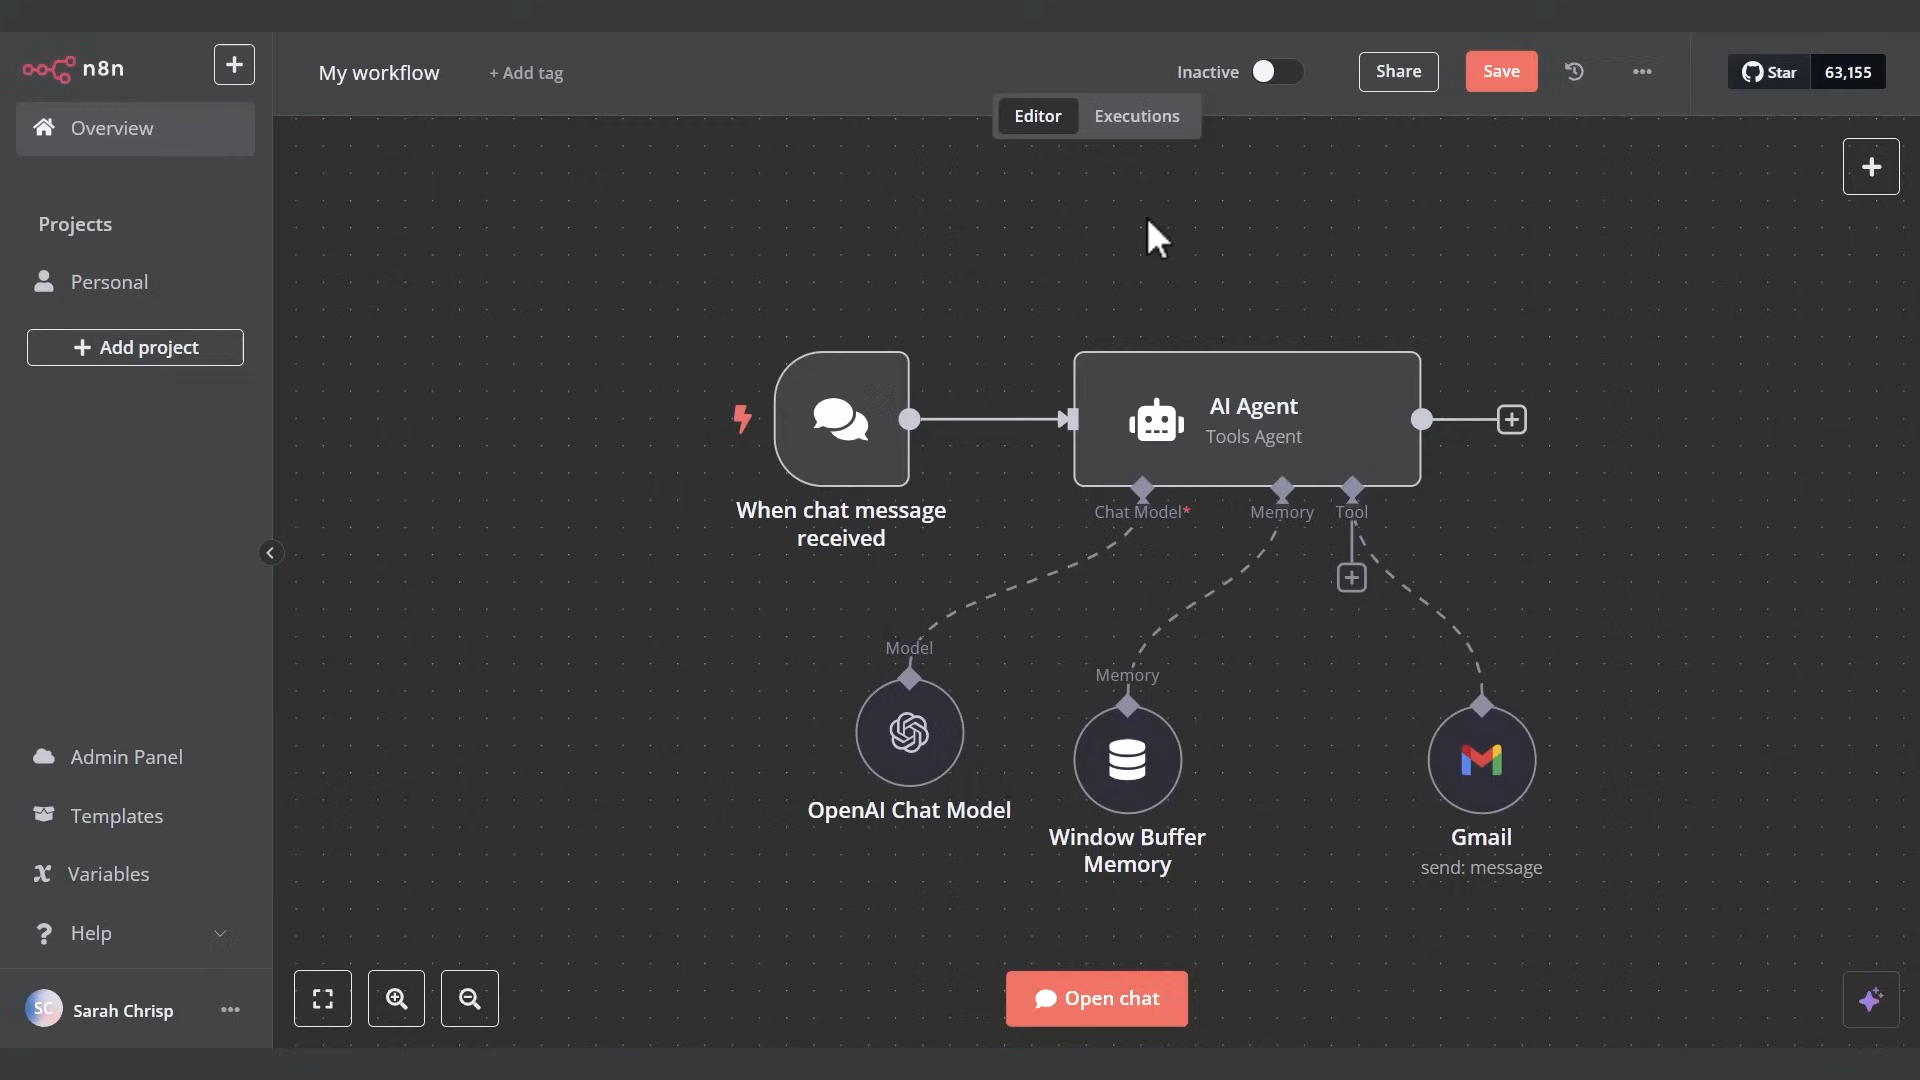 n8n
My workflow
+ Add tag
Inactive
Share
Save
Star
63,155
Editor
Executions
Overview
Projects
Personal
Add project
AI Agent
Tools Agent
When chat message
received
Chat Model*
Memory
Tool
Model
Memory
OpenAI Chat Model
Window Buffer
Memory
Gmail
send: message
Admin Panel
Templates
Variables
Help
SC
Sarah Chrisp
Open chat